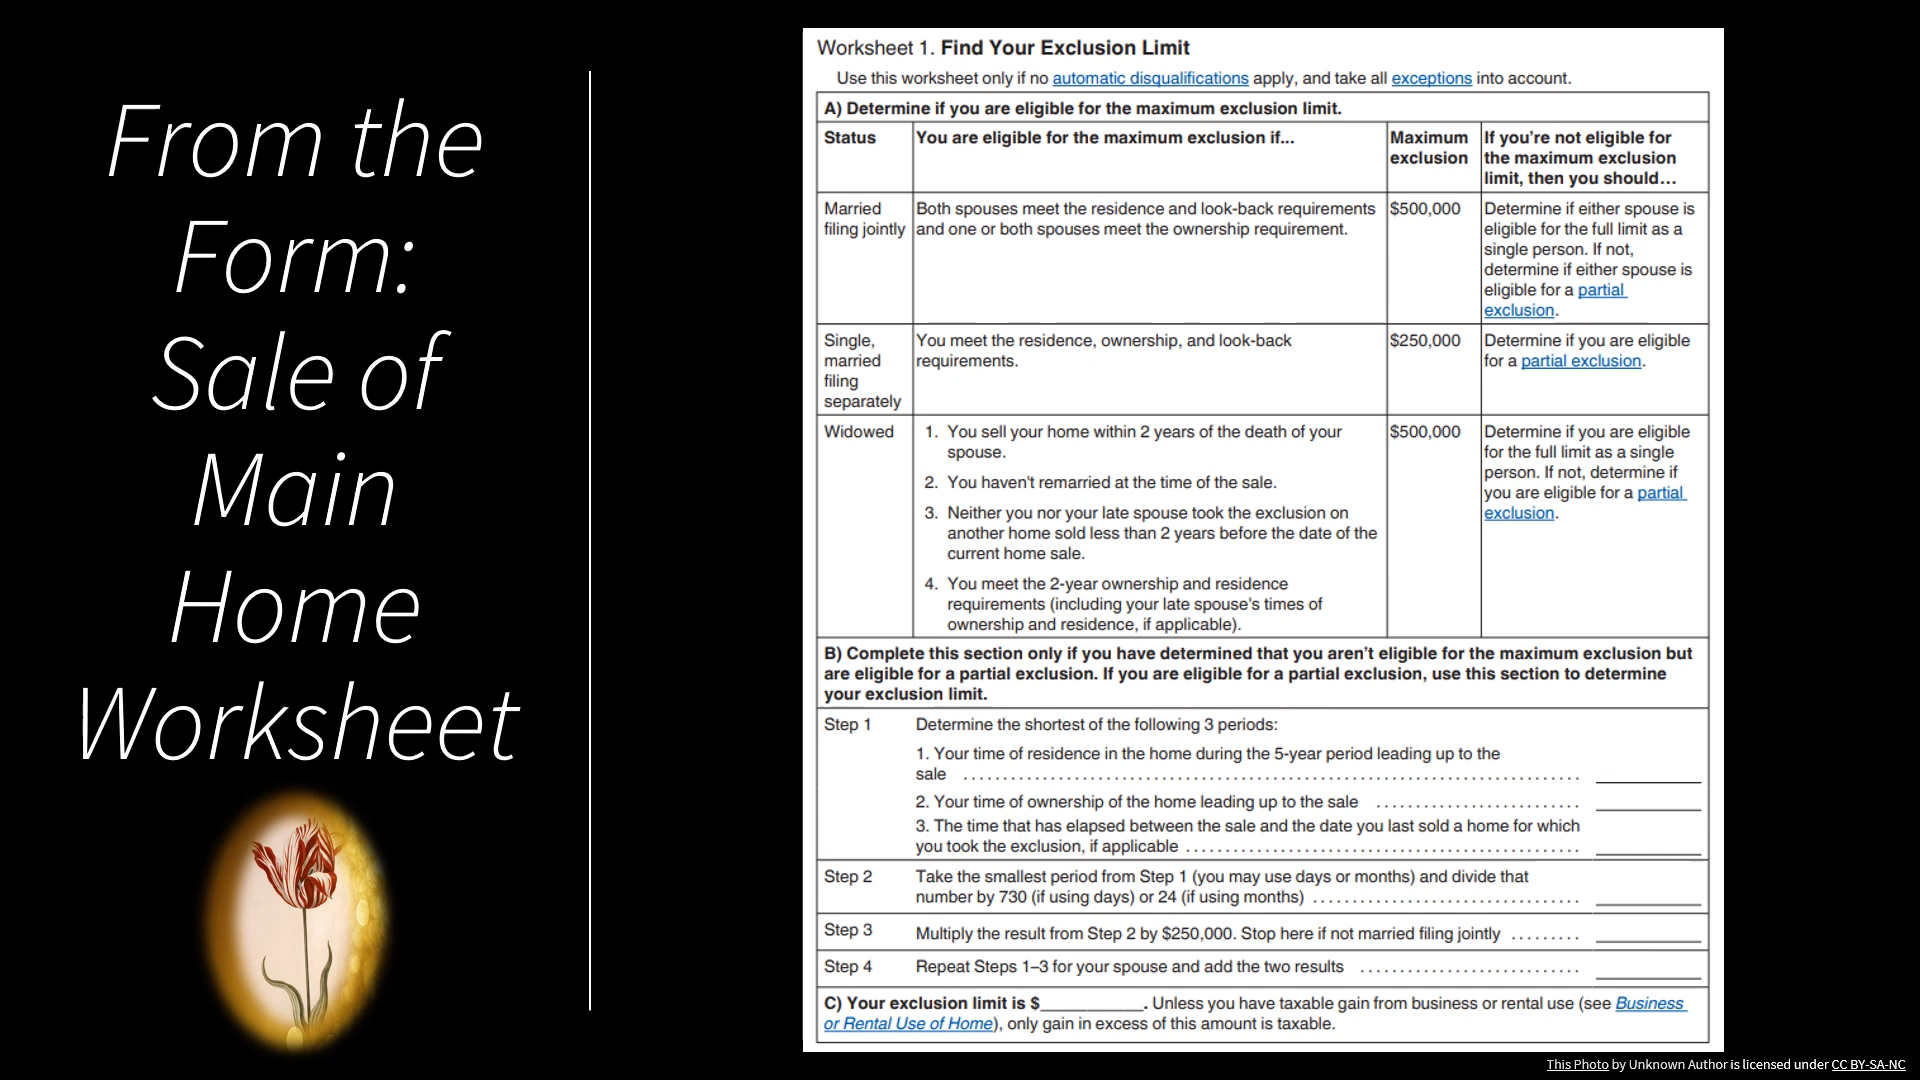 From the
Form:
Sale of
Main
Home
Worksheet
Worksheet 1. Find Your Exclusion Limit
Use this worksheet only if no automatic disqualifications apply, and take all exceptions into account.
A) Determine if you are eligible for the maximum exclusion limit.
Status
You are eligible for the maximum exclusion if...
Maximum
exclusion
If you’re not eligible for
the maximum exclusion
limit, then you should…
Married
filing jointly
Both spouses meet the residence and look-back requirements
and one or both spouses meet the ownership requirement.
$500,000
Determine if either spouse is
eligible for the full limit as a
single person. If not,
determine if either spouse is
eligible for a partial
exclusion.
Single,
married
filing
separately
You meet the residence, ownership, and look-back
requirements.
$250,000
Determine if you are eligible
for a partial exclusion.
Widowed
1. You sell your home within 2 years of the death of your
spouse.
2. You haven't remarried at the time of the sale.
3. Neither you nor your late spouse took the exclusion on
another home sold less than 2 years before the date of the
current home sale.
4. You meet the 2-year ownership and residence
requirements (including your late spouse's times of
ownership and residence, if applicable).
$500,000
Determine if you are eligible
for the full limit as a single
person. If not, determine if
you are eligible for a partial
exclusion.
B) Complete this section only if you have determined that you aren’t eligible for the maximum exclusion but
are eligible for a partial exclusion. If you are eligible for a partial exclusion, use this section to determine
your exclusion limit.
Step 1
Determine the shortest of the following 3 periods:
1. Your time of residence in the home during the 5-year period leading up to the
sale
2. Your time of ownership of the home leading up to the sale
3. The time that has elapsed between the sale and the date you last sold a home for which
you took the exclusion, if applicable
Step 2
Take the smallest period from Step 1 (you may use days or months) and divide that
number by 730 (if using days) or 24 (if using months)
Step 3
Multiply the result from Step 2 by $250,000. Stop here if not married filing jointly
Step 4
Repeat Steps 1–3 for your spouse and add the two results
C) Your exclusion limit is $___________. Unless you have taxable gain from business or rental use (see Business
or Rental Use of Home), only gain in excess of this amount is taxable.
This Photo by Unknown Author is licensed under CC BY-SA-NC